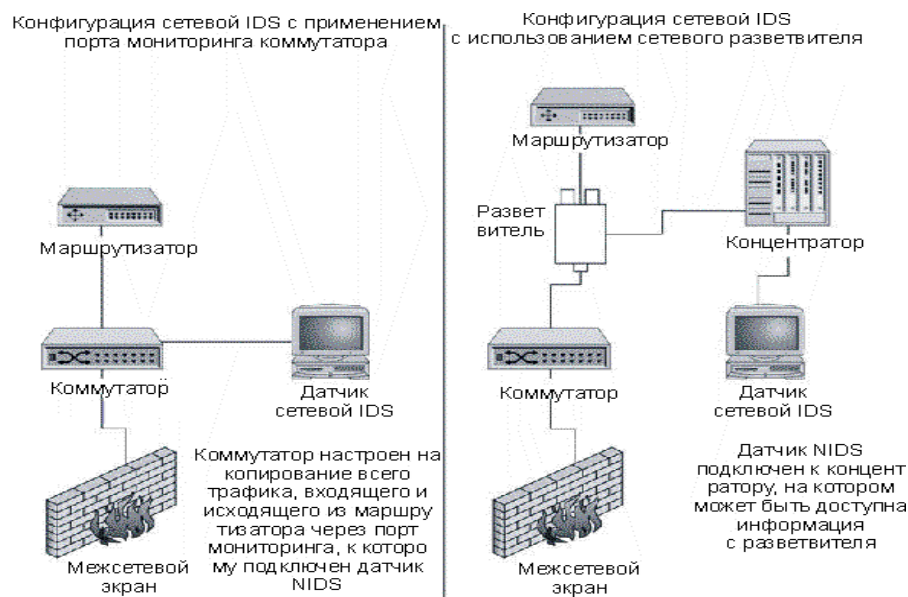 Конфигурация сетевой IDS с применением
порта мониторинга коммутатора
Маршрутизатор
Коммутатор
Датчик
сетевой IDS
Коммутатор настроен на
копирование всего
трафика, входящего и
исходящего из маршру
тизатора через порт
мониторинга, к которо
му подключен датчик
NIDS
Межсетевой
экран
Конфигурация сетевой IDS
с использованием сетевого разветвителя
Маршрутизатор
Развет
витель
Концентратор
Коммутатор
Датчик
сетевой IDS
Датчик NIDS
подключен к концент
ратору, на котором
может быть доступна
информация
с разветвителя
Межсетевой
экран